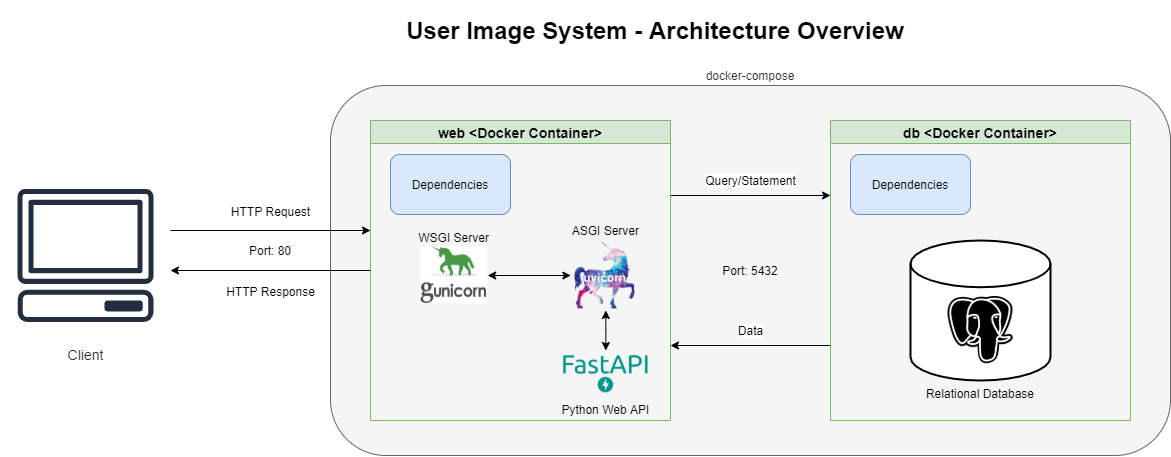 User Image System - Architecture Overview
docker-compose
web <Docker Container>
db <Docker Container>
Dependencies
Dependencies
Query/Statement
HTTP Request
Port: 80
HTTP Response
WSGI Server
gunicorn
ASGI Server
uvicorn
Port: 5432
Data
FastAPI
Python Web API
Relational Database
Client